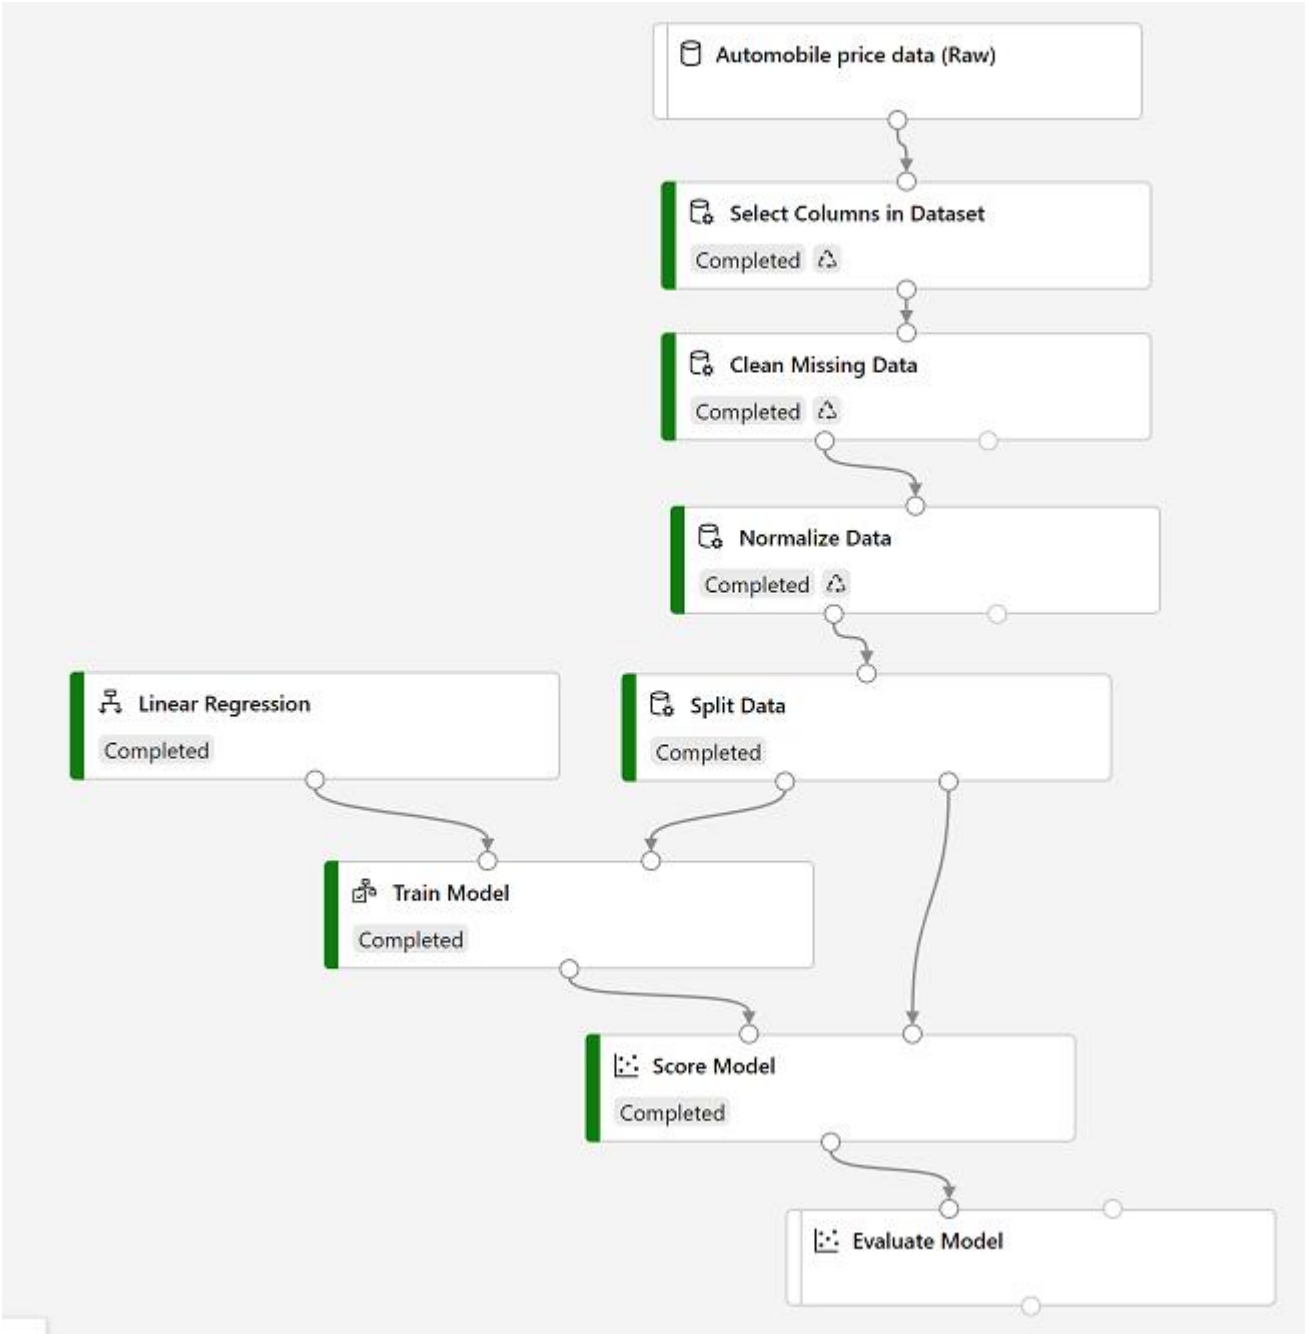 Automobile price data (Raw)
Select Columns in Dataset
Completed
Clean Missing Data
Completed
Normalize Data
Completed
Linear Regression
Completed
Split Data
Completed
Train Model
Completed
Score Model
Completed
Evaluate Model